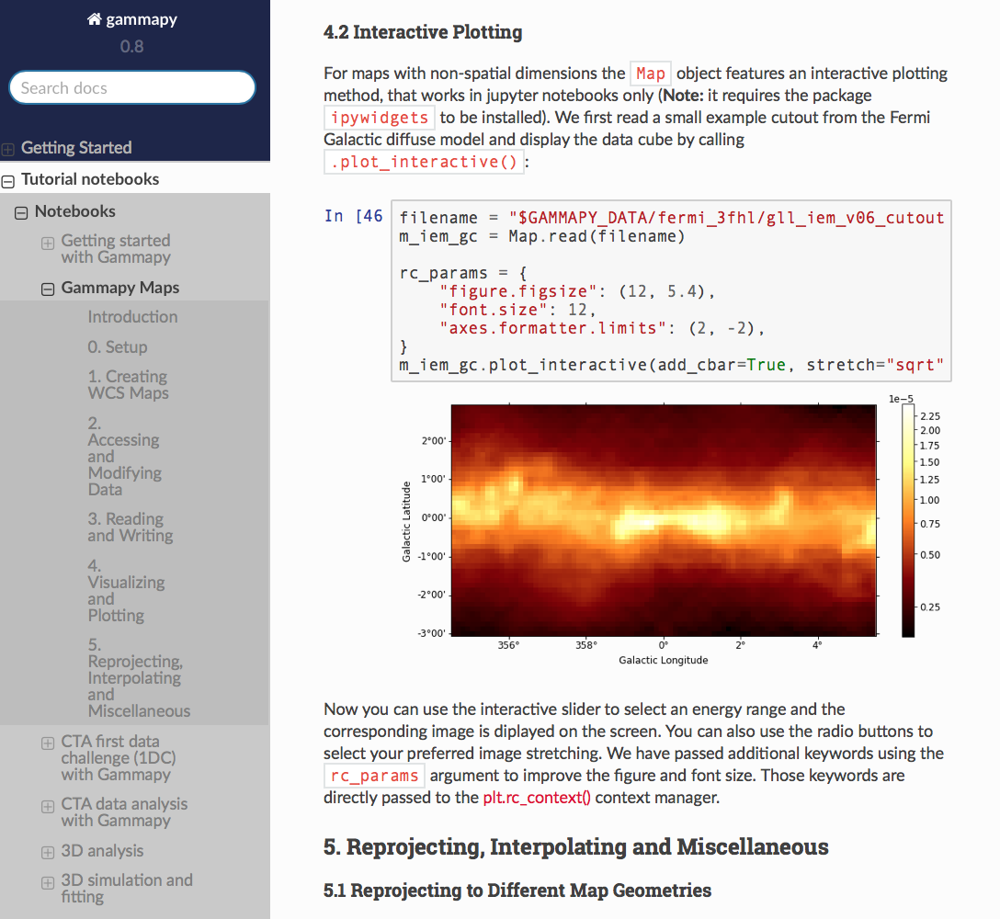 gammapy
0.8
Search docs
Getting Started
Tutorial notebooks
Notebooks
Getting started
with Gammapy
Gammapy Maps
Introduction
0. Setup
1. Creating
WCS Maps
2.
Accessing
and
Modifying
Data
3. Reading
and Writing
4.
Visualizing
and
Plotting
5.
Reprojecting,
Interpolating
and
Miscellaneous
CTA first data
challenge (1DC)
with Gammapy
CTA data analysis
with Gammapy
3D analysis
3D simulation and
fitting
4.2 Interactive Plotting
For maps with non-spatial dimensions the Map object features an interactive plotting
method, that works in jupyter notebooks only (Note: it requires the package
ipywidgets to be installed). We first read a small example cutout from the Fermi
Galactic diffuse model and display the data cube by calling
.plot_interactive() :
In [46
filename = "$GAMMAPY_DATA/fermi_3fhl/gll_iem_v06_cutout
m_iem_gc = Map.read(filename)
rc_params = {
"figure.figsize": (12, 5.4),
"font.size": 12,
"axes.formatter.limits": (2, -2),
}
m_iem_gc.plot_interactive(add_cbar=True, stretch="sqrt"
1e−5
2°00'
1°00'
0°00'
-1°00'
-2°00'
-3°00'
Galactic Latitude
356°
358°
0°
2°
4°
Galactic Longitude
2.25
2.00
1.75
1.50
1.25
1.00
0.75
0.50
0.25
Now you can use the interactive slider to select an energy range and the
corresponding image is diplayed on the screen. You can also use the radio buttons to
select your preferred image stretching. We have passed additional keywords using the
rc_params argument to improve the figure and font size. Those keywords are
directly passed to the plt.rc_context() context manager.
5. Reprojecting, Interpolating and Miscellaneous
5.1 Reprojecting to Different Map Geometries